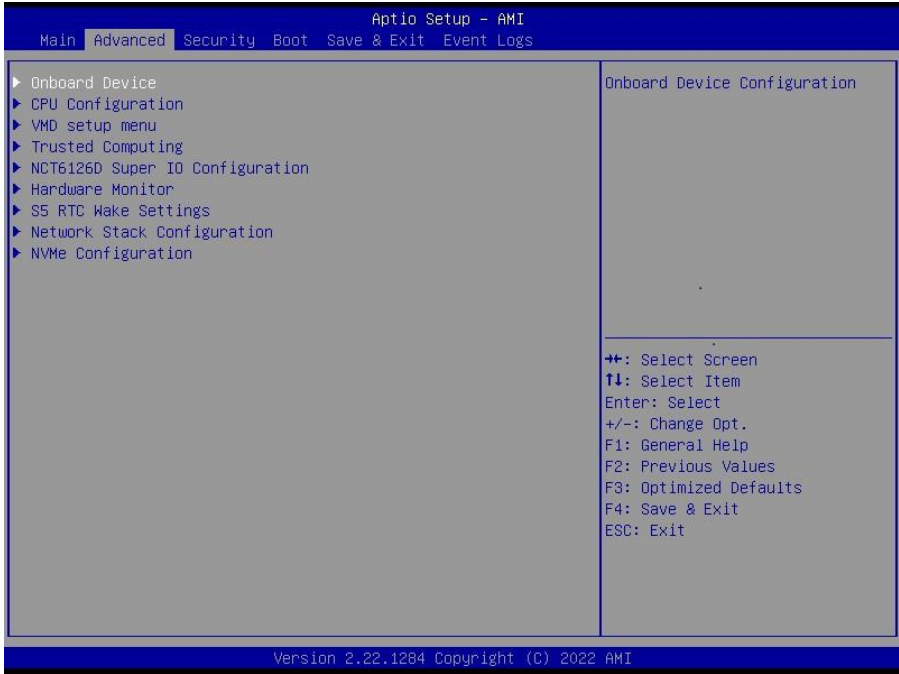 Aptio Setup – AMI
Main Advanced Security Boot Save & Exit Event Logs
Onboard Device
CPU Configuration
VMD setup menu
Trusted Computing
NCT6126D Super IO Configuration
Hardware Monitor
S5 RTC Wake Settings
Network Stack Configuration
NVMe Configuration
Onboard Device Configuration
→←: Select Screen
↑↓: Select Item
Enter: Select
+/-: Change Opt.
F1: General Help
F2: Previous Values
F3: Optimized Defaults
F4: Save & Exit
ESC: Exit
Version 2.22.1284 Copyright (C) 2022 AMI